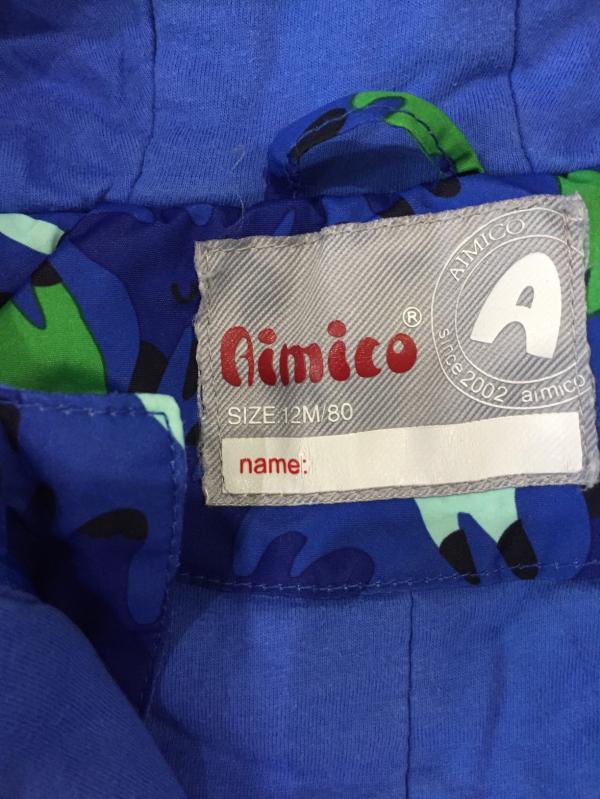 AIMICO
A
since 2002 aimico
Aimico®
SIZE 12M/80
name: